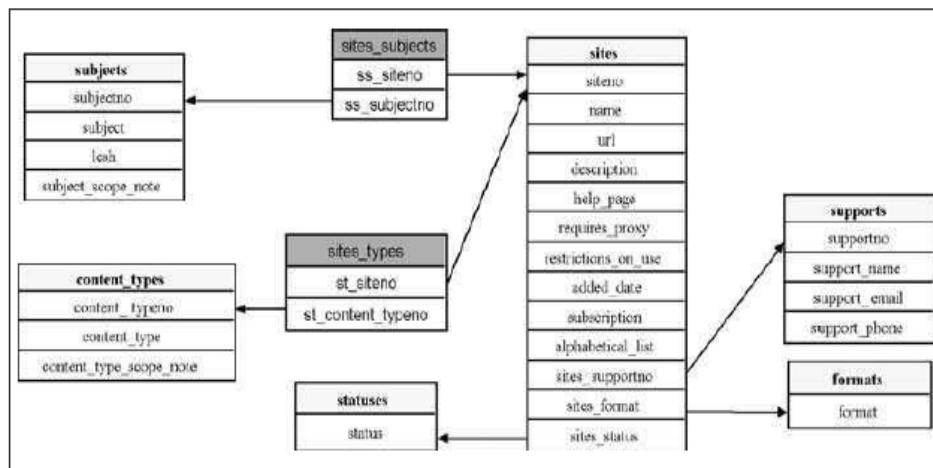 subjects
subjectno
subject
leah
subject_scope_note
sites_subjects
ss_siteno
ss_subjectno
sites
siteno
name
url
description
help_page
requires_proxy
restrictions_on_use
added_date
subscription
alphabetical_list
sites_supportno
sites_format
sites_status
sites_types
st_siteno
st_content_typeno
content_types
content_typeno
content_type
content_type_scope_note
statuses
status
supports
supportno
support_name
support_email
support_phone
formats
format